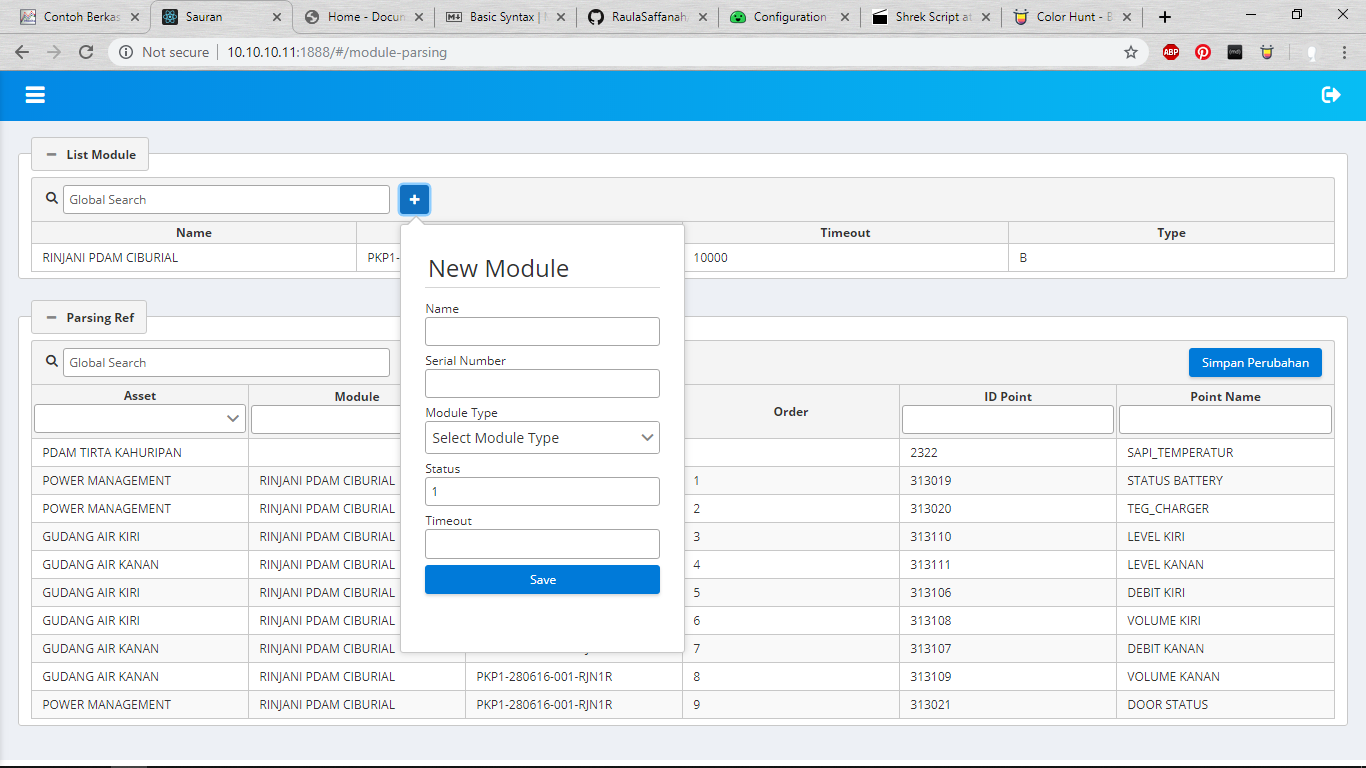 Contoh Berkas
Sauran
Home - Docun
Basic Syntax |
RaulaSaffanah
Configuration
Shrek Script at
Color Hunt - B
Not secure | 10.10.10.11:1888/#/module-parsing
ABP
List Module
Global Search
Name Timeout Type
RINJANI PDAM CIBURIAL PKP1- 10000 B
New Module
Name
Serial Number
Module Type
Select Module Type
Status
1
Timeout
Save
Parsing Ref
Global Search
Simpan Perubahan
Asset Module Order ID Point Point Name
PDAM TIRTA KAHURIPAN 2322 SAPI_TEMPERATUR
POWER MANAGEMENT RINJANI PDAM CIBURIAL 1 313019 STATUS BATTERY
POWER MANAGEMENT RINJANI PDAM CIBURIAL 2 313020 TEG_CHARGER
GUDANG AIR KIRI RINJANI PDAM CIBURIAL 3 313110 LEVEL KIRI
GUDANG AIR KANAN RINJANI PDAM CIBURIAL 4 313111 LEVEL KANAN
GUDANG AIR KIRI RINJANI PDAM CIBURIAL 5 313106 DEBIT KIRI
GUDANG AIR KIRI RINJANI PDAM CIBURIAL 6 313108 VOLUME KIRI
GUDANG AIR KANAN RINJANI PDAM CIBURIAL 7 313107 DEBIT KANAN
GUDANG AIR KANAN RINJANI PDAM CIBURIAL PKP1-280616-001-RJN1R 8 313109 VOLUME KANAN
POWER MANAGEMENT RINJANI PDAM CIBURIAL PKP1-280616-001-RJN1R 9 313021 DOOR STATUS